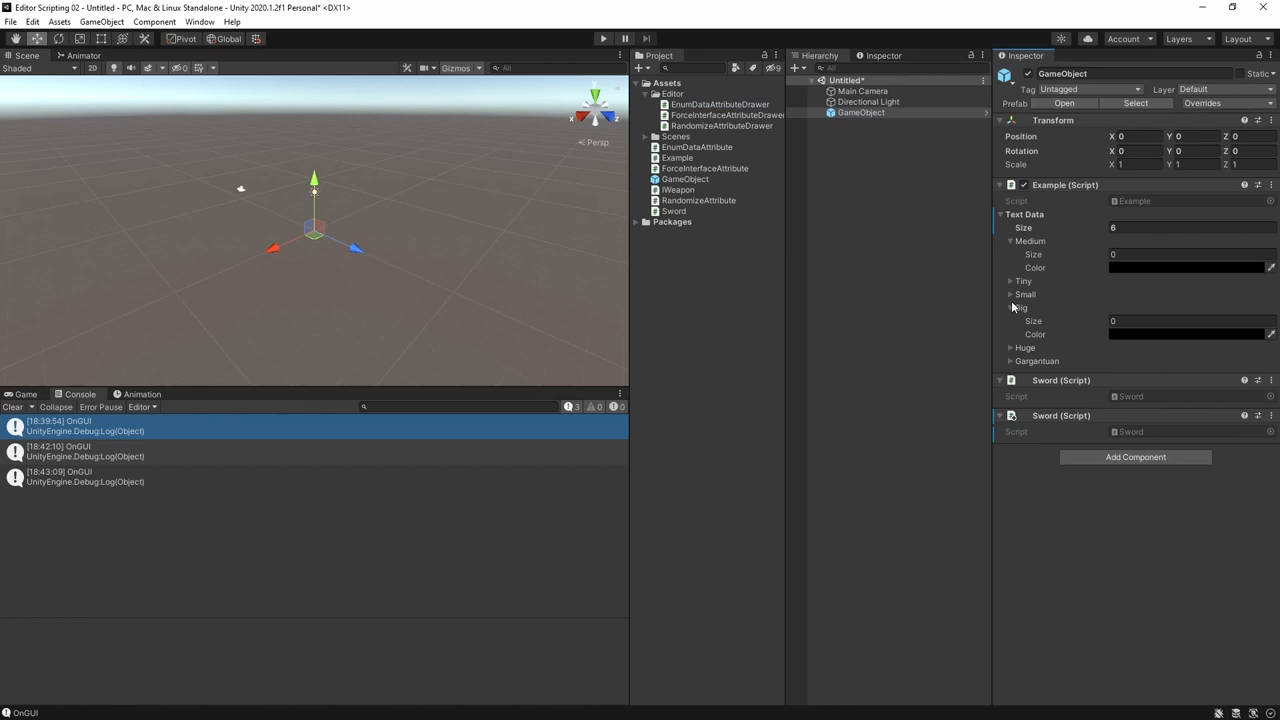 Editor Scripting 02 - Untitled - PC, Mac & Linux Standalone - Unity 2020.1.2f1 Personal* <DX11>
File Edit Assets GameObject Component Window Help
Pivot Global Account Layers Layout
Scene Animator
Shaded 2D Gizmos All
y
x
z
Persp
Game Console Animation
Clear Collapse Error Pause Editor 3 0 0
[18:39:54] OnGUI
UnityEngine.Debug:Log(Object)
[18:42:10] OnGUI
UnityEngine.Debug:Log(Object)
[18:43:09] OnGUI
UnityEngine.Debug:Log(Object)
Project
9
Assets
Editor
EnumDataAttributeDrawer
ForceInterfaceAttributeDrawer
RandomizeAttributeDrawer
Scenes
EnumDataAttribute
Example
ForceInterfaceAttribute
GameObject
IWeapon
RandomizeAttribute
Sword
Packages
Hierarchy Inspector
All
Untitled*
Main Camera
Directional Light
GameObject
Inspector
GameObject Static
Tag Untagged Layer Default
Prefab Open Select Overrides
Transform
Position X 0 Y 0 Z 0
Rotation X 0 Y 0 Z 0
Scale X 1 Y 1 Z 1
Example (Script)
Script Example
Text Data
Size 6
Medium
Size 0
Color
Tiny
Small
Big
Size 0
Color
Huge
Gargantuan
Sword (Script)
Script Sword
Sword (Script)
Script Sword
Add Component
OnGUI